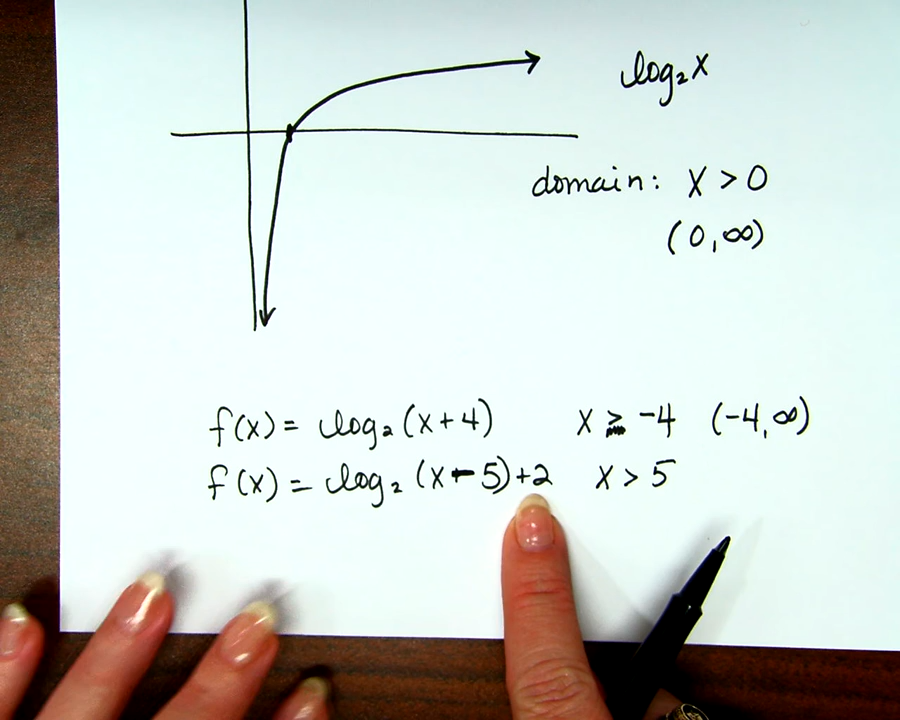 log₂x
domain: x > 0
(0, ∞)
f(x) = log₂(x+4) x ≥ -4 (-4, ∞)
f(x) = log₂(x-5)+2 x > 5